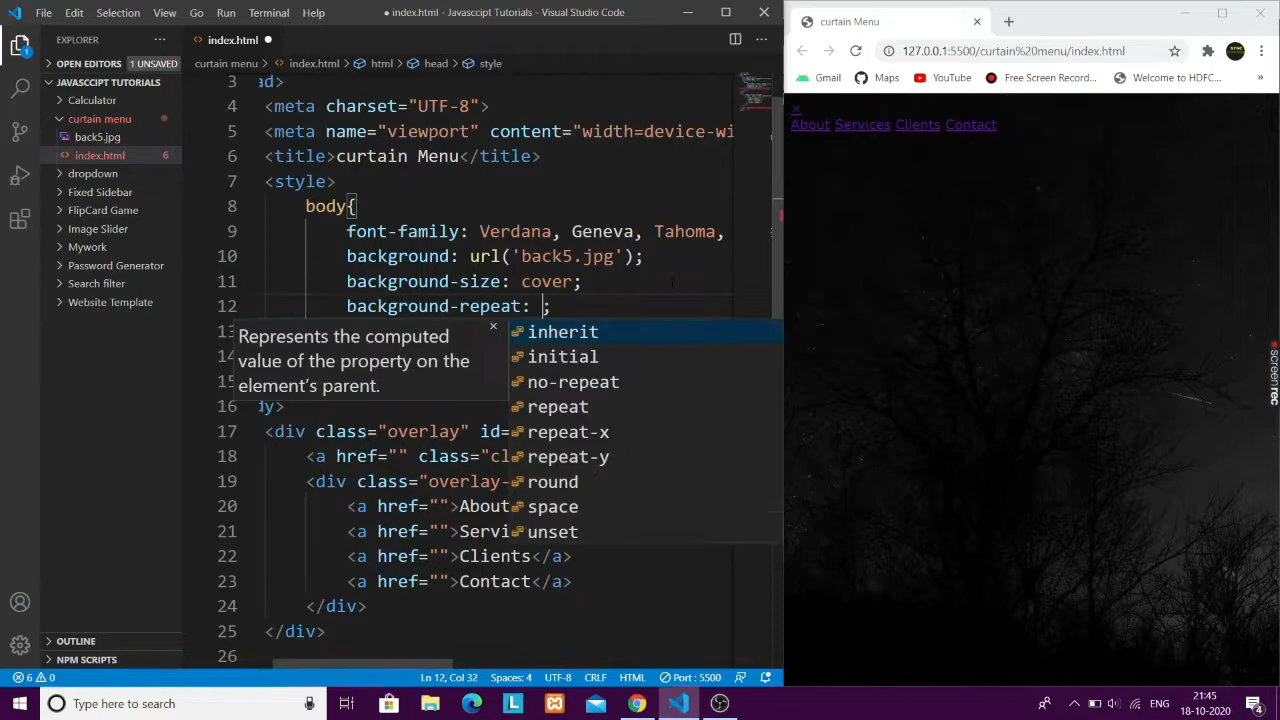 File Edit Selection View Go Run Terminal Help
● index.html - Javasccipt Tutorials - Visual Studio Code
curtain Menu
EXPLORER
index.html
127.0.0.1:5500/curtain%20menu/index.html
SYNC
OPEN EDITORS 1 UNSAVED
curtain menu > index.html > html > head > style
Gmail Maps YouTube Free Screen Record... Welcome to HDFC... »
JAVASCCIPT TUTORIALS
Calculator
curtain menu
back5.jpg
index.html 6
dropdown
Fixed Sidebar
FlipCard Game
Image Slider
Mywork
Password Generator
Screenshot filter
Website Template
OUTLINE
NPM SCRIPTS
3 ad>
4 <meta charset="UTF-8">
5 <meta name="viewport" content="width=device-wi
6 <title>curtain Menu</title>
7 <style>
8 body{
9 font-family: Verdana, Geneva, Tahoma,
10 background: url('back5.jpg');
11 background-size: cover;
12 background-repeat: ;
13
14
15
16 dy>
17 <div class="overlay" id=
18 <a href="" class="cl
19 <div class="overlay-
20 <a href="">About
21 <a href="">Servi
22 <a href="">Clients</a>
23 <a href="">Contact</a>
24 </div>
25 </div>
26
Represents the computed
value of the property on the
element's parent.
×
inherit
initial
no-repeat
repeat
repeat-x
repeat-y
round
space
unset
×
About Services Clients Contact
screenrec
1
6 0
Ln 12, Col 32 Spaces: 4 UTF-8 CRLF HTML Port : 5500
Type here to search
L
ENG
21:45
18-10-2020
4